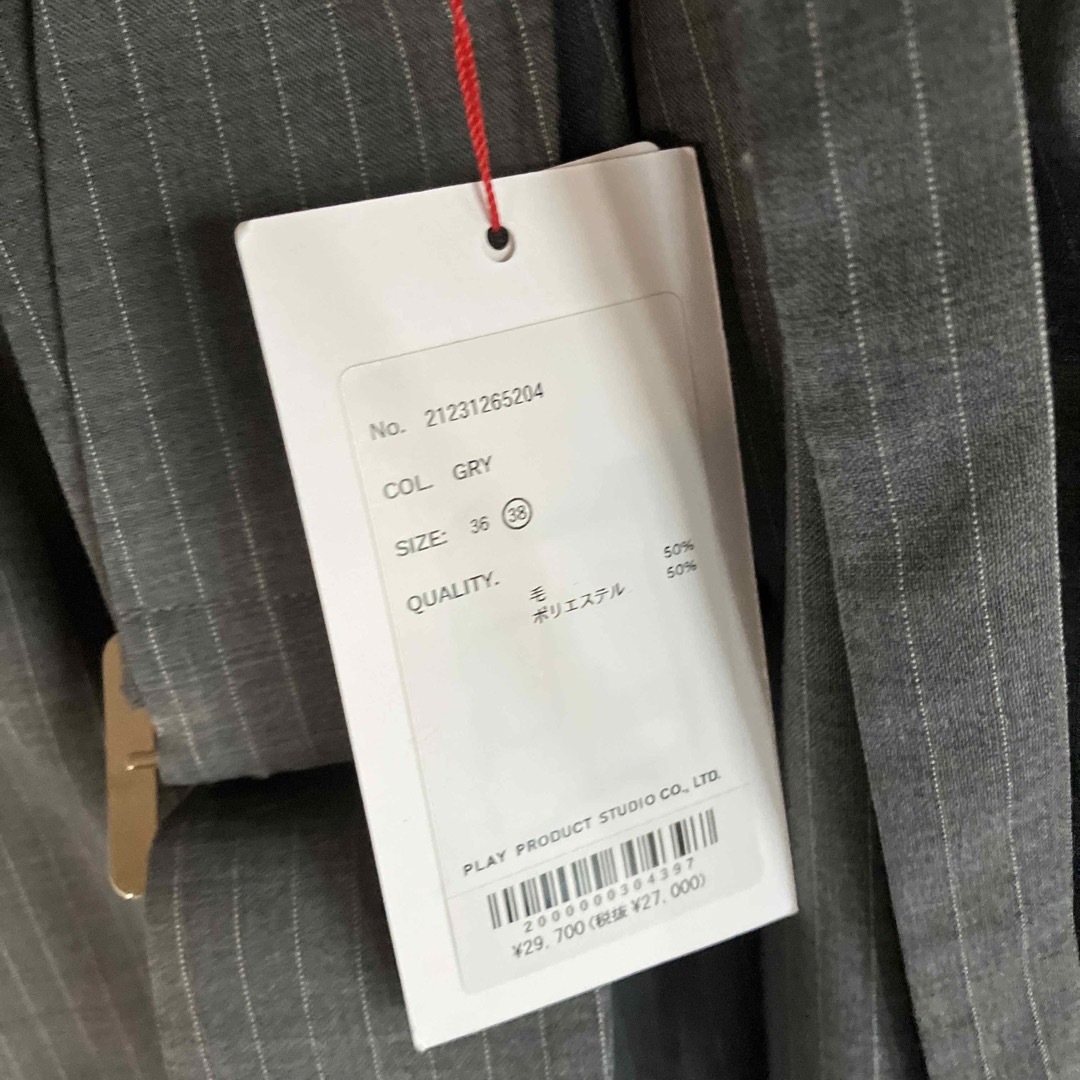 No. 21231265204
COL. GRY
SIZE: 36 38
QUALITY.
毛 50%
ポリエステル 50%
PLAY PRODUCT STUDIO CO., LTD.
2000000304397
¥29,700(税抜¥27,000)